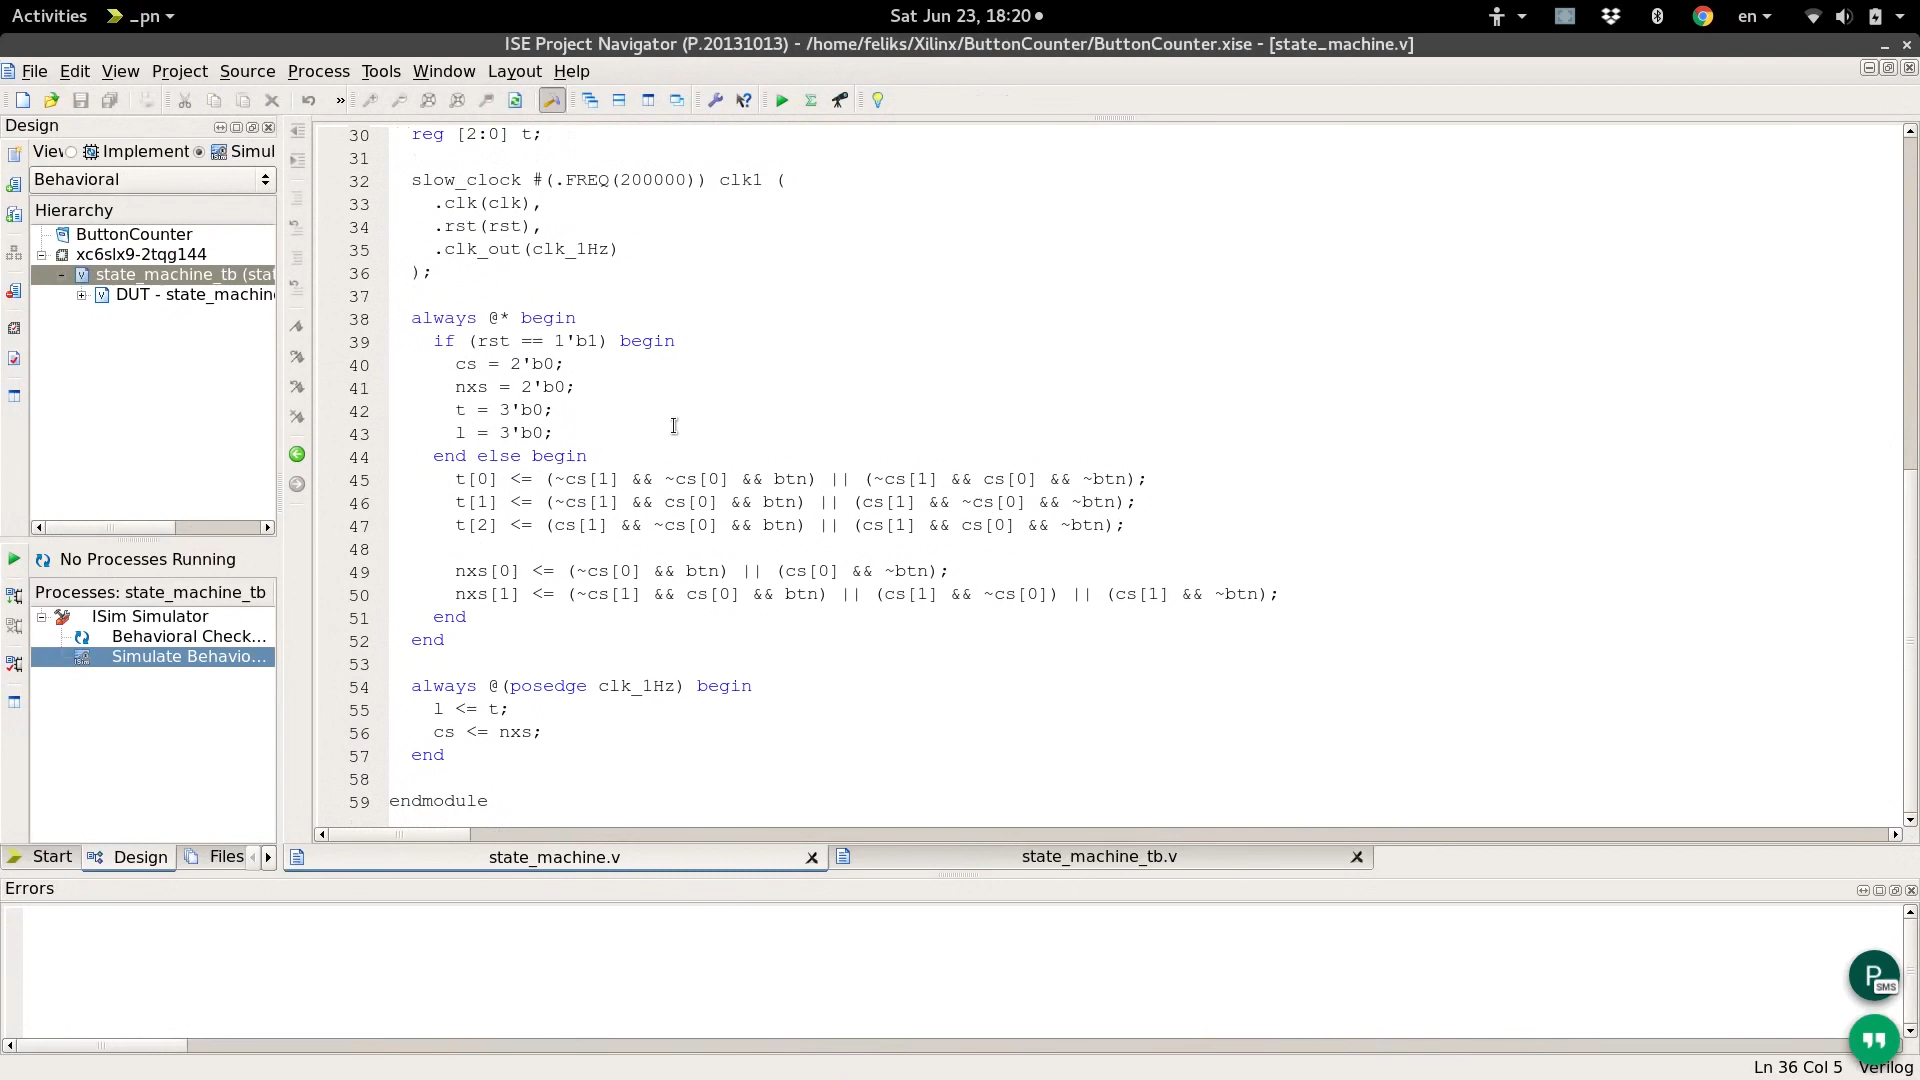 Activities _pn Sat Jun 23, 18:20 en
ISE Project Navigator (P.20131013) - /home/feliks/Xilinx/ButtonCounter/ButtonCounter.xise - [state_machine.v]
File Edit View Project Source Process Tools Window Layout Help
Design
Implement Simul
Behavioral
Hierarchy
ButtonCounter
xc6slx9-2tqg144
state_machine_tb (stat
DUT - state_machine
No Processes Running
Processes: state_machine_tb
ISim Simulator
Behavioral Check...
Simulate Behavio...
Start Design Files
30 reg [2:0] t;
31
32 slow_clock #(.FREQ(200000)) clk1 (
33 .clk(clk),
34 .rst(rst),
35 .clk_out(clk_1Hz)
36 );
37
38 always @* begin
39 if (rst == 1'b1) begin
40 cs = 2'b0;
41 nxs = 2'b0;
42 t = 3'b0;
43 l = 3'b0;
44 end else begin
45 t[0] <= (~cs[1] && ~cs[0] && btn) || (~cs[1] && cs[0] && ~btn);
46 t[1] <= (~cs[1] && cs[0] && btn) || (cs[1] && ~cs[0] && ~btn);
47 t[2] <= (cs[1] && ~cs[0] && btn) || (cs[1] && cs[0] && ~btn);
48
49 nxs[0] <= (~cs[0] && btn) || (cs[0] && ~btn);
50 nxs[1] <= (~cs[1] && cs[0] && btn) || (cs[1] && ~cs[0]) || (cs[1] && ~btn);
51 end
52 end
53
54 always @(posedge clk_1Hz) begin
55 l <= t;
56 cs <= nxs;
57 end
58
59 endmodule
state_machine.v state_machine_tb.v
Errors
P SMS
Ln 36 Col 5 Verilog